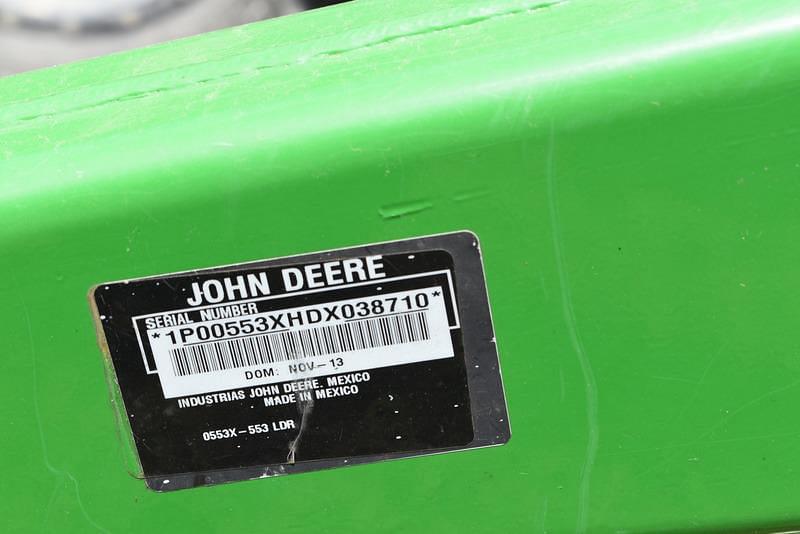 JOHN DEERE
SERIAL NUMBER
*1P00553XHDX038710*
DOM: NOV-13
INDUSTRIAS JOHN DEERE. MEXICO
MADE IN MEXICO
0553X-553 LDR